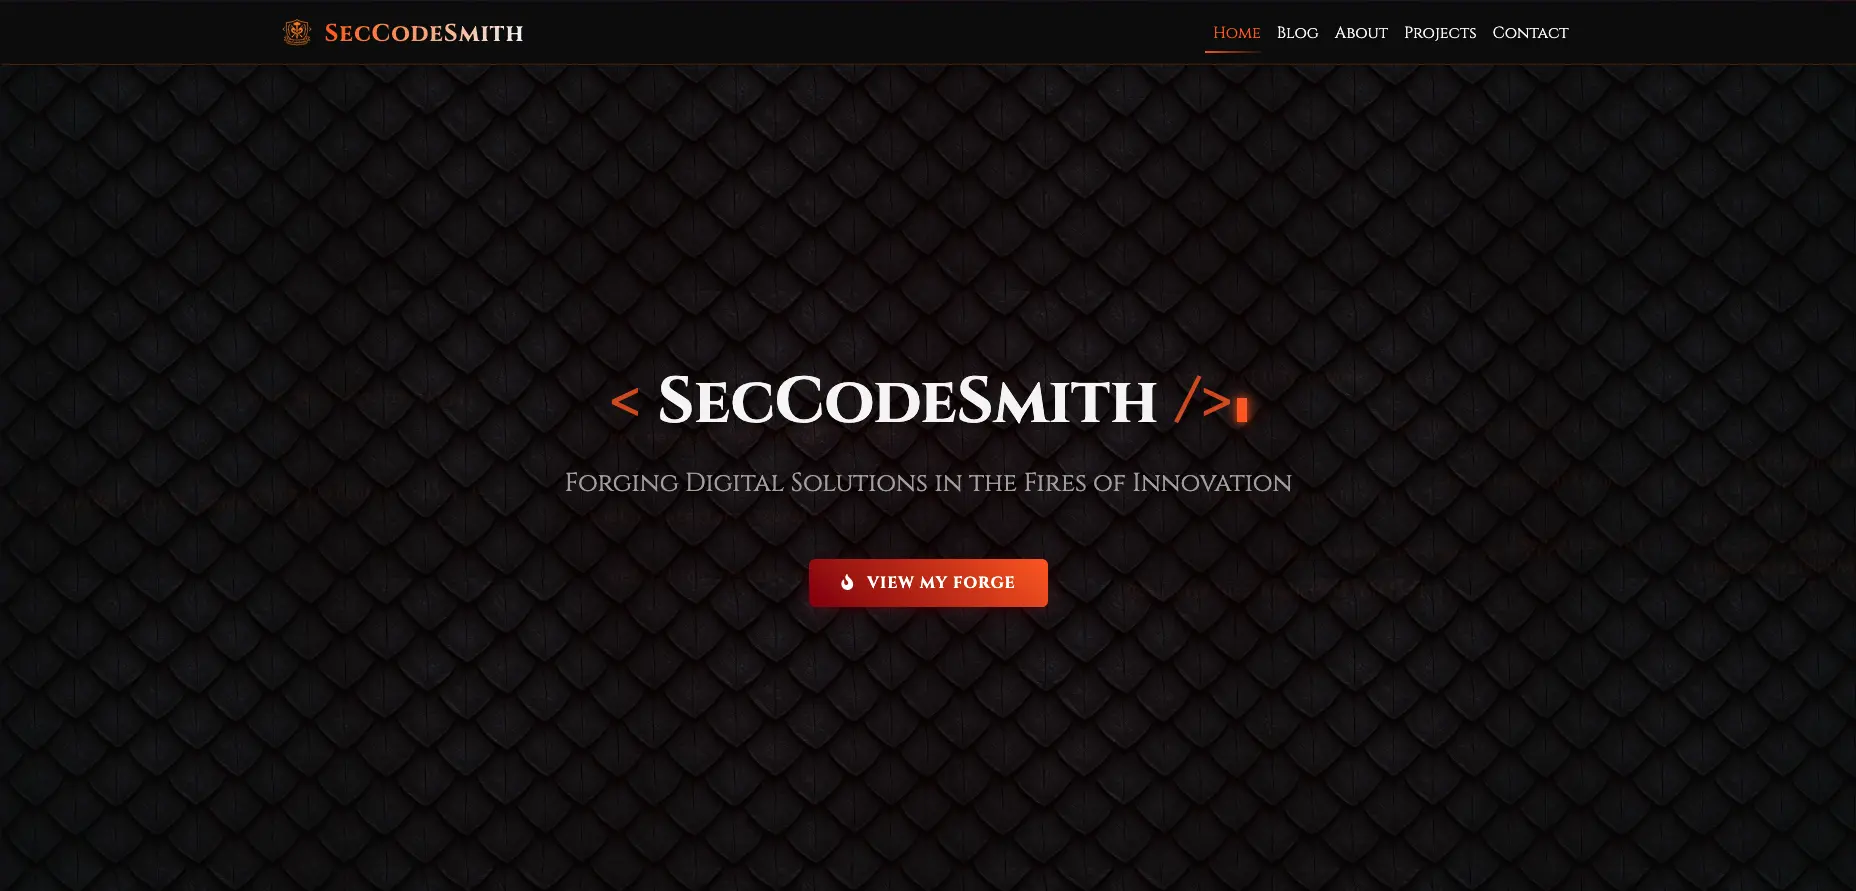 SecCodeSmith
Home Blog About Projects Contact
< SecCodeSmith />
Forging Digital Solutions in the Fires of Innovation
VIEW MY FORGE